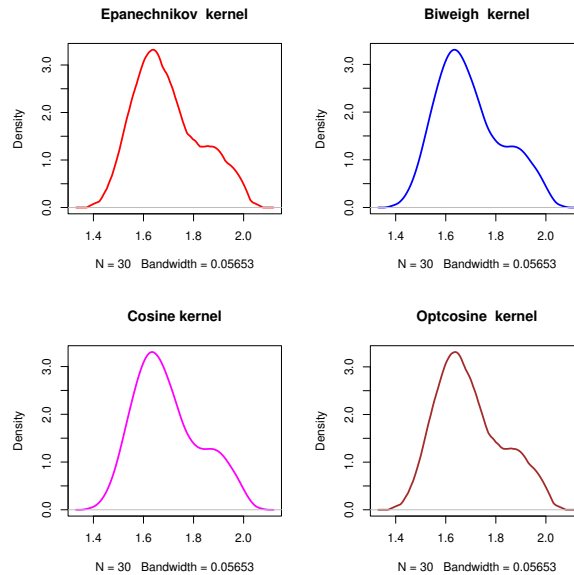 Epanechnikov kernel
Biweigh kernel
Density
0.0 1.0 2.0 3.0
1.4 1.6 1.8 2.0
N = 30 Bandwidth = 0.05653
Density
0.0 1.0 2.0 3.0
1.4 1.6 1.8 2.0
N = 30 Bandwidth = 0.05653
Cosine kernel
Optcosine kernel
Density
0.0 1.0 2.0 3.0
1.4 1.6 1.8 2.0
N = 30 Bandwidth = 0.05653
Density
0.0 1.0 2.0 3.0
1.4 1.6 1.8 2.0
N = 30 Bandwidth = 0.05653